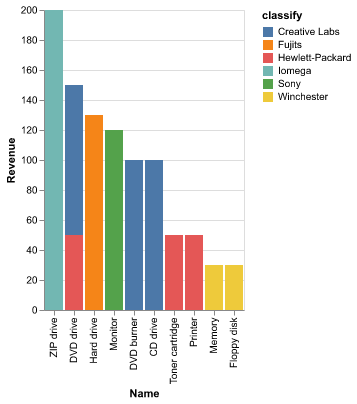 200
180
160
140
120
100
80
60
40
20
0
Revenue
ZIP drive
DVD drive
Hard drive
Monitor
DVD burner
CD drive
Toner cartridge
Printer
Memory
Floppy disk
Name
classify
Creative Labs
Fujits
Hewlett-Packard
Iomega
Sony
Winchester